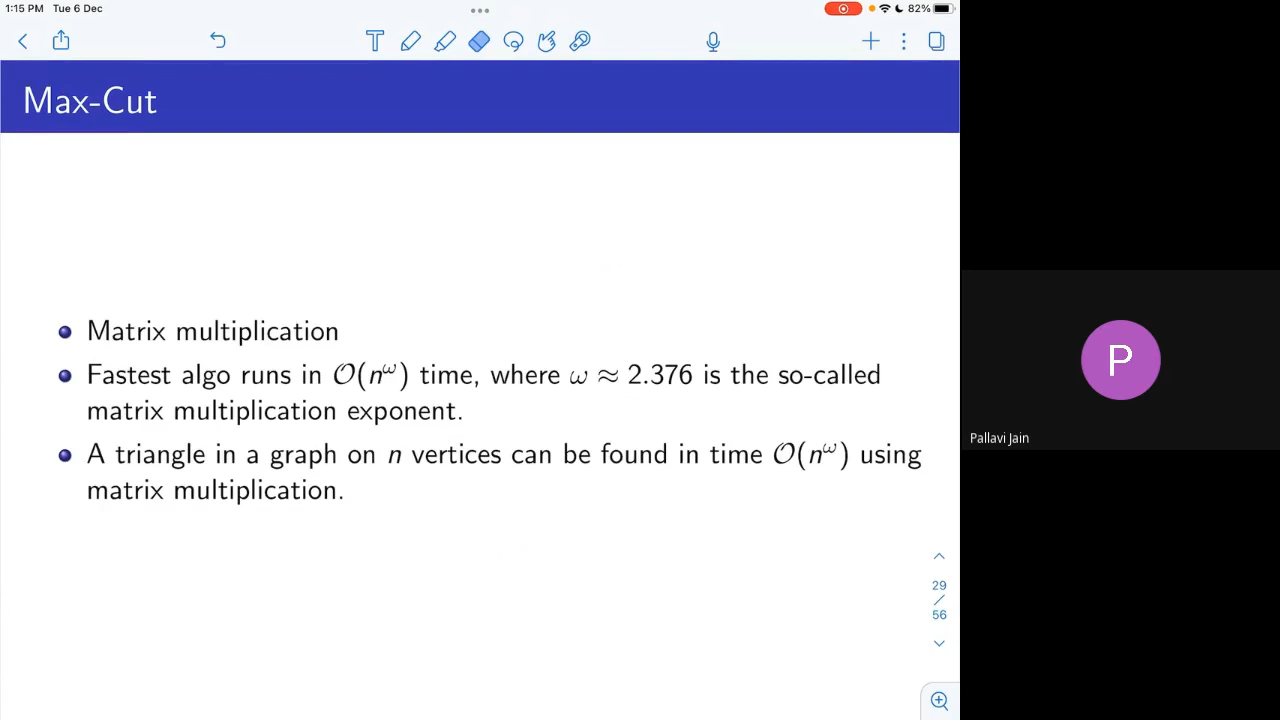 1:15 PM Tue 6 Dec
82%
Max-Cut
Matrix multiplication
Fastest algo runs in 𝒪(n^ω) time, where ω ≈ 2.376 is the so-called
matrix multiplication exponent.
A triangle in a graph on n vertices can be found in time 𝒪(n^ω) using
matrix multiplication.
29
/
56
P
Pallavi Jain